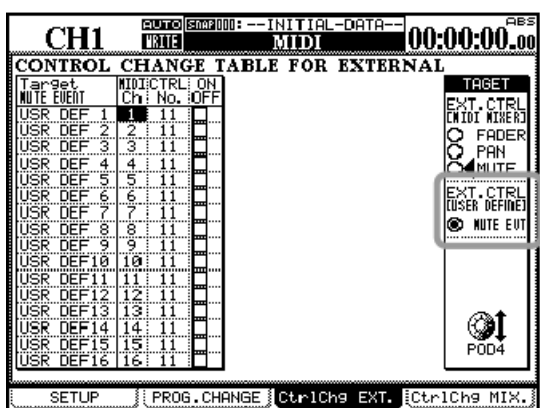 CH1
AUTO WRITE
SNAP000: --INITIAL-DATA--
MIDI
ABS
00:00:00.00
CONTROL CHANGE TABLE FOR EXTERNAL
Target MIDI CTRL ON
MUTE EVENT Ch No. OFF
USR DEF 1 1 11
USR DEF 2 2 11
USR DEF 3 3 11
USR DEF 4 4 11
USR DEF 5 5 11
USR DEF 6 6 11
USR DEF 7 7 11
USR DEF 8 8 11
USR DEF 9 9 11
USR DEF10 10 11
USR DEF11 11 11
USR DEF12 12 11
USR DEF13 13 11
USR DEF14 14 11
USR DEF15 15 11
USR DEF16 16 11
TAGET
EXT.CTRL
[MIDI MIXER]
FADER
PAN
MUTE
EXT.CTRL
[USER DEFINE]
MUTE EVT
POD4
SETUP PROG.CHANGE CtrlChg EXT. CtrlChg MIX.